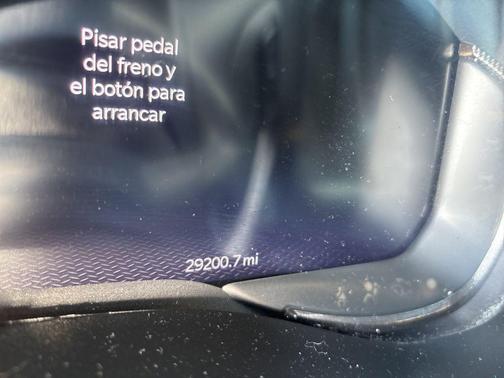 Pisar pedal
del freno y
el botón para
arrancar
29200.7 mi